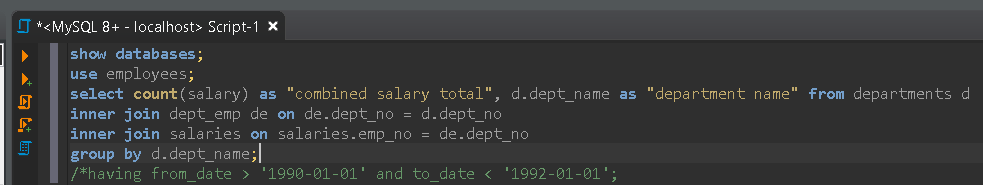 *<MySQL 8+ - localhost> Script-1
show databases;
use employees;
select count(salary) as "combined salary total", d.dept_name as "department name" from departments d
inner join dept_emp de on de.dept_no = d.dept_no
inner join salaries on salaries.emp_no = de.dept_no
group by d.dept_name;
/*having from_date > '1990-01-01' and to_date < '1992-01-01';